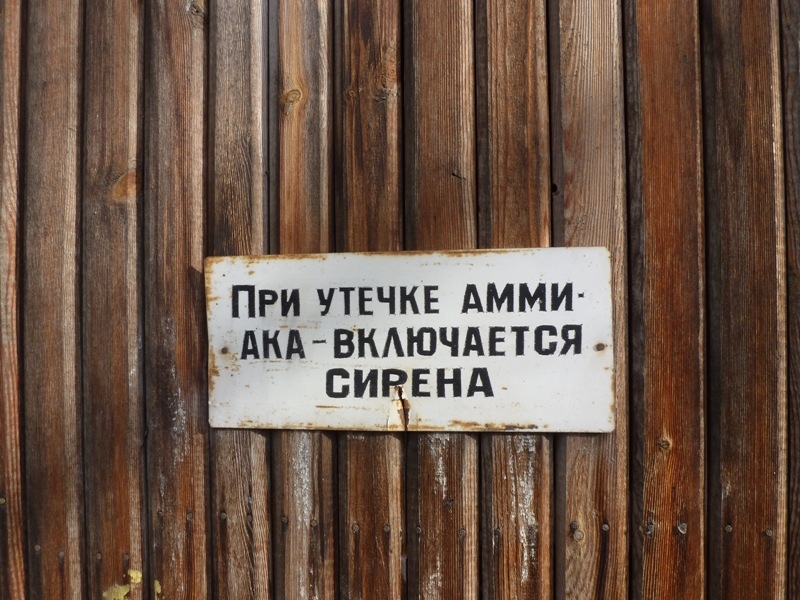 При утечке амми-
ака - включается
сирена